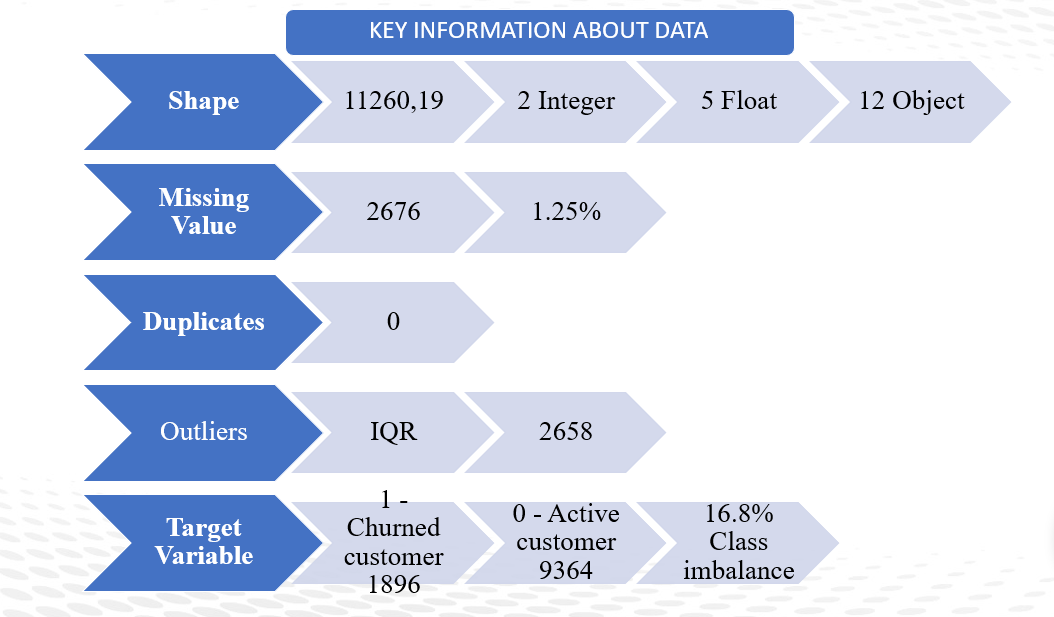 KEY INFORMATION ABOUT DATA
Shape
11260,19
2 Integer
5 Float
12 Object
Missing
Value
2676
1.25%
Duplicates
0
Outliers
IQR
2658
Target
Variable
1 -
Churned
customer
1896
0 - Active
customer
9364
16.8%
Class
imbalance